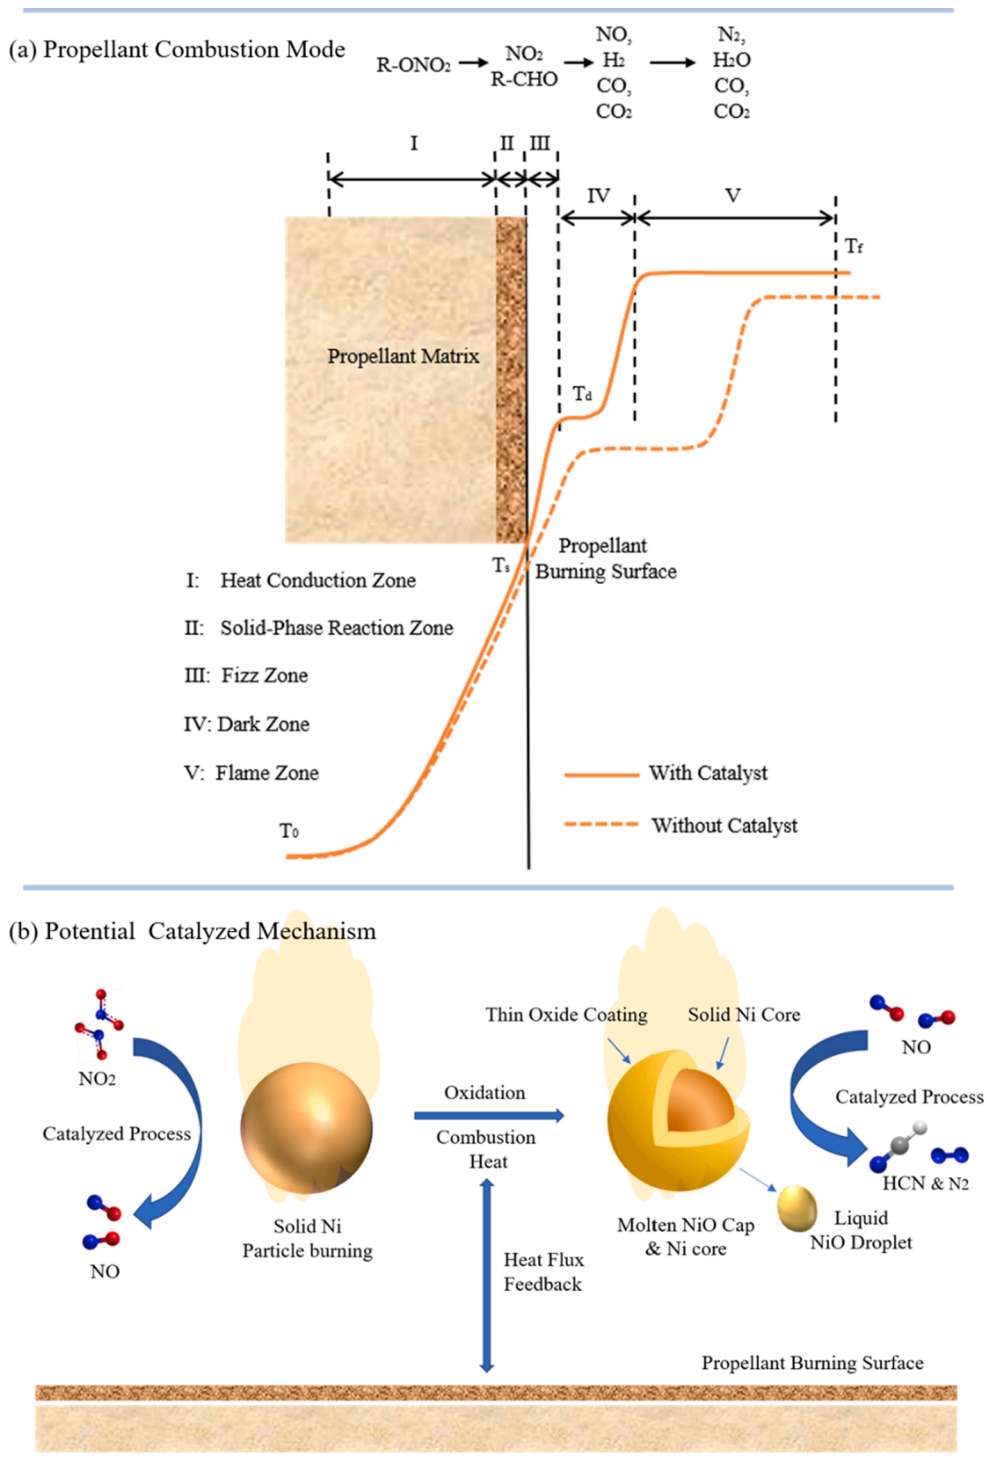 (a) Propellant Combustion Mode
R-ONO2
NO2
R-CHO
NO,
H2
CO,
CO2
N2,
H2O
CO,
CO2
I
II
III
IV
V
Tf
Propellant Matrix
Td
Propellant
Burning Surface
Ts
I: Heat Conduction Zone
II: Solid-Phase Reaction Zone
III: Fizz Zone
IV: Dark Zone
V: Flame Zone
With Catalyst
Without Catalyst
T0
(b) Potential Catalyzed Mechanism
NO2
Catalyzed Process
NO
Solid Ni
Particle burning
Oxidation
Combustion
Heat
Heat Flux
Feedback
Thin Oxide Coating
Solid Ni Core
Molten NiO Cap
& Ni core
Liquid
NiO Droplet
NO
Catalyzed Process
HCN & N2
Propellant Burning Surface